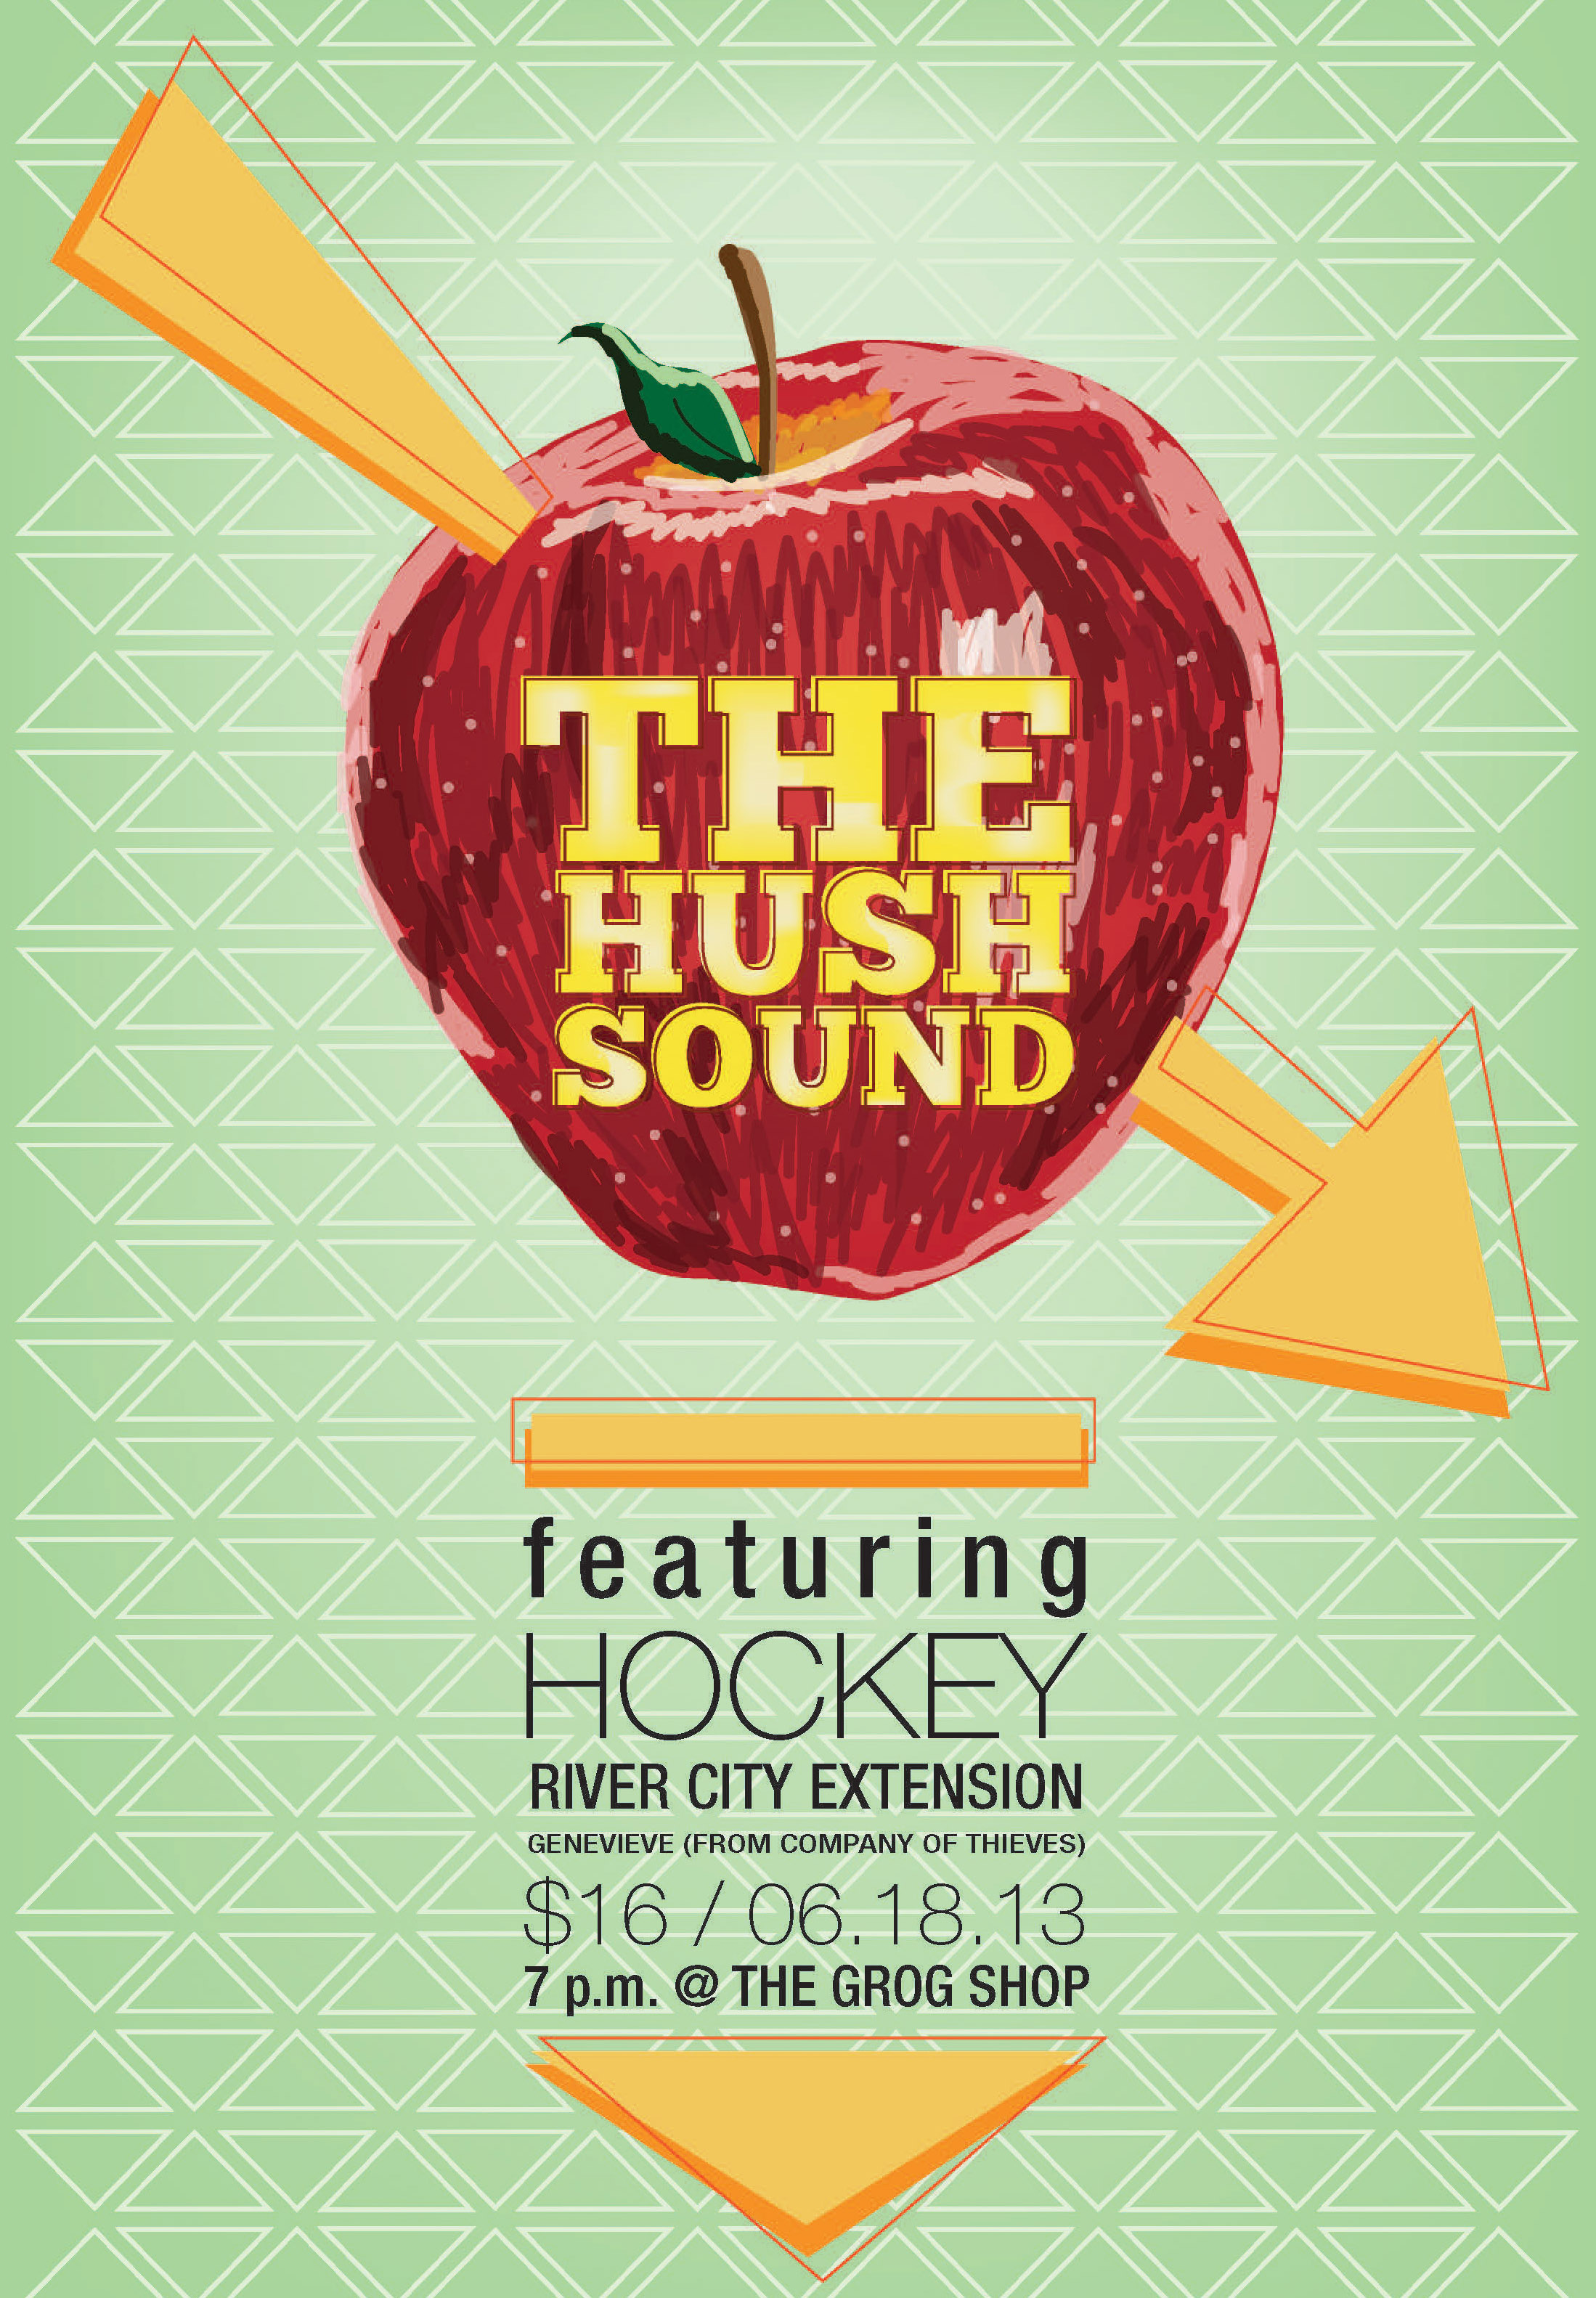 THE
HUSH
SOUND
featuring
HOCKEY
RIVER CITY EXTENSION
GENEVIEVE (FROM COMPANY OF THIEVES)
$16 / 06.18.13
7 p.m. @ THE GROG SHOP